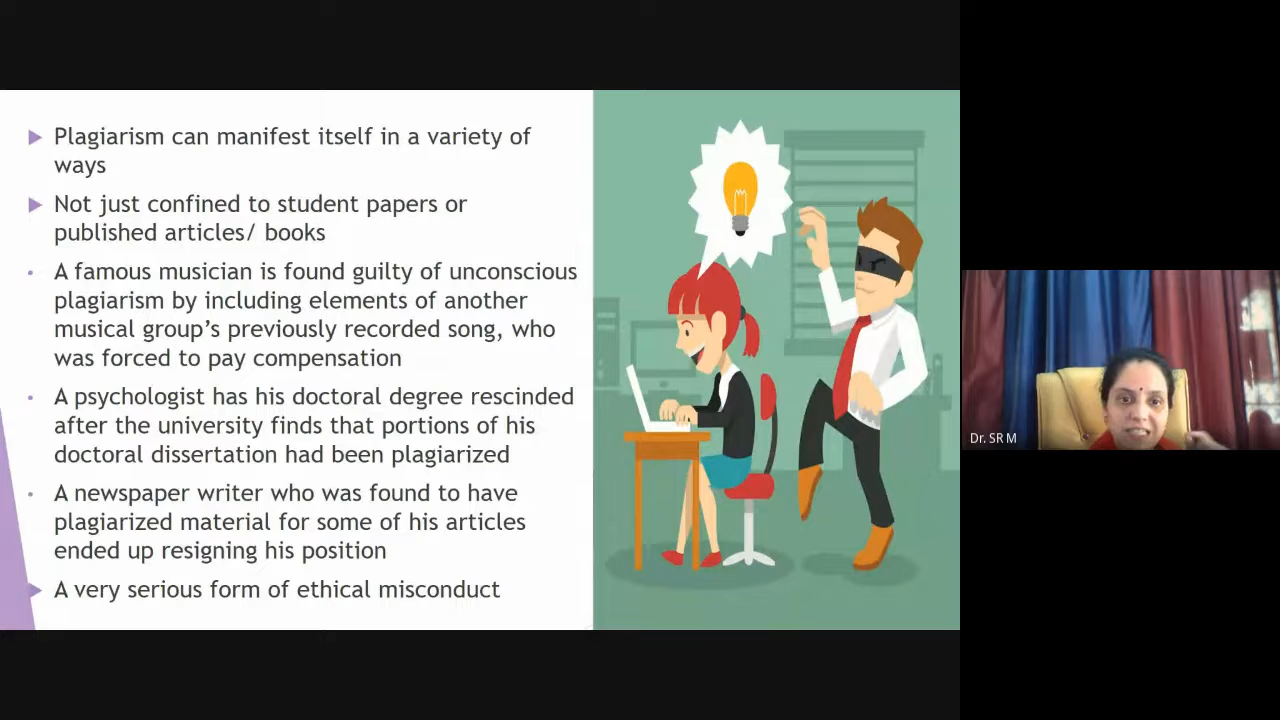 Plagiarism can manifest itself in a variety of
ways
Not just confined to student papers or
published articles/ books
A famous musician is found guilty of unconscious
plagiarism by including elements of another
musical group's previously recorded song, who
was forced to pay compensation
A psychologist has his doctoral degree rescinded
after the university finds that portions of his
doctoral dissertation had been plagiarized
A newspaper writer who was found to have
plagiarized material for some of his articles
ended up resigning his position
A very serious form of ethical misconduct
Dr. SR M